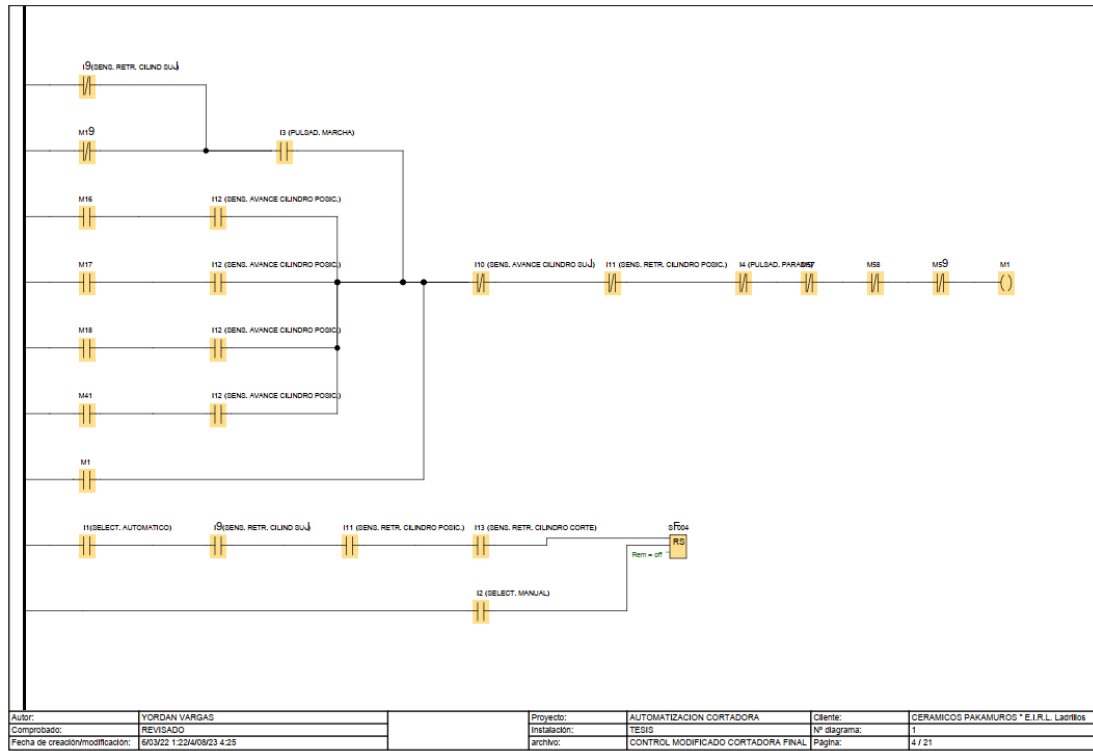 I9(SENS. RETR. CILIND SUJ
M19
I3 (PULSAD. MARCHA)
M16
I12 (SENS. AVANCE CILINDRO POSIC.)
M17
I12 (SENS. AVANCE CILINDRO POSIC.)
I10 (SENS. AVANCE CILINDRO SUJ)
I11 (SENS. RETR. CILINDRO POSIC.)
I4 (PULSAD. PARADA)
M57
M58
M59
M1
( )
M18
I12 (SENS. AVANCE CILINDRO POSIC.)
M41
I12 (SENS. AVANCE CILINDRO POSIC.)
M1
I1(SELECT. AUTOMATICO)
I9(SENS. RETR. CILIND SUJ
I11 (SENS. RETR. CILINDRO POSIC.)
I13 (SENS. RETR. CILINDRO CORTE)
SF004
RS
Rem = off
I2 (SELECT. MANUAL)
Autor: YORDAN VARGAS Proyecto: AUTOMATIZACION CORTADORA Cliente: CERAMICOS PAKAMUROS " E.I.R.L. Ladrillos
Comprobado: REVISADO Instalación: TESIS Nº diagrama: 1
Fecha de creación/modificación: 6/03/22 1:22/4/08/23 4:25 archivo: CONTROL MODIFICADO CORTADORA FINAL Página: 4 / 21